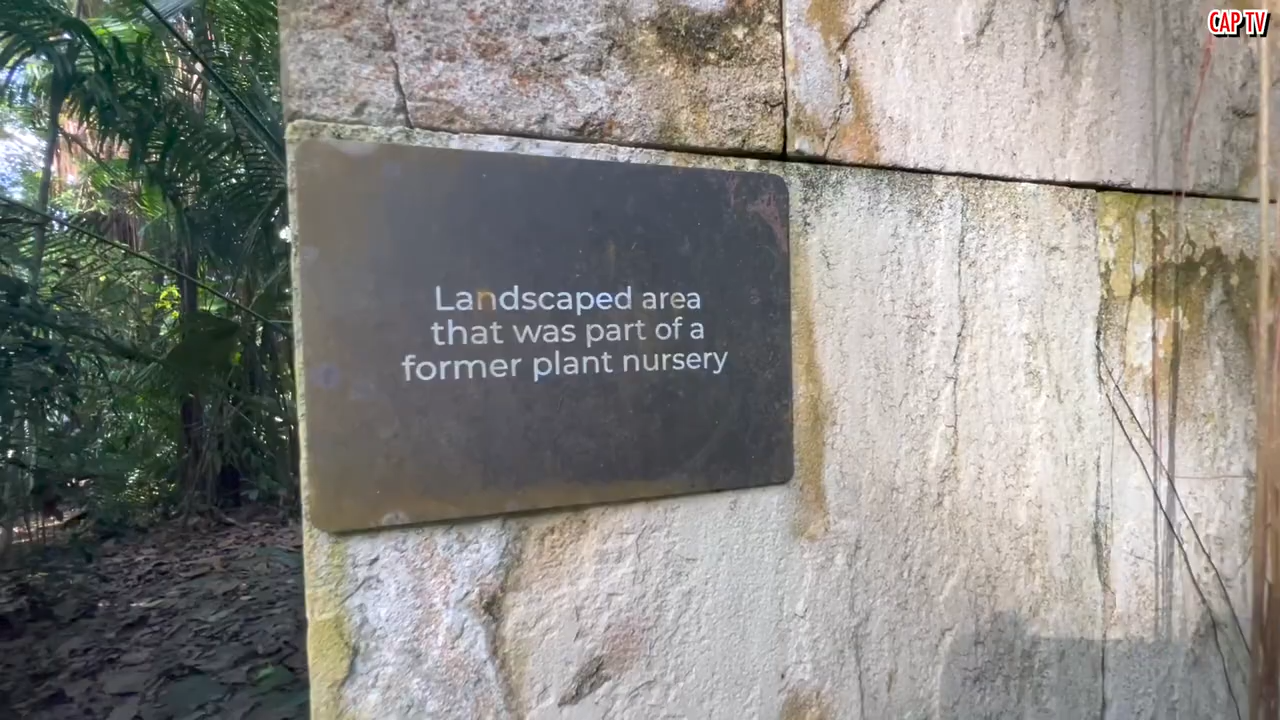 CAP TV
Landscaped area
that was part of a
former plant nursery